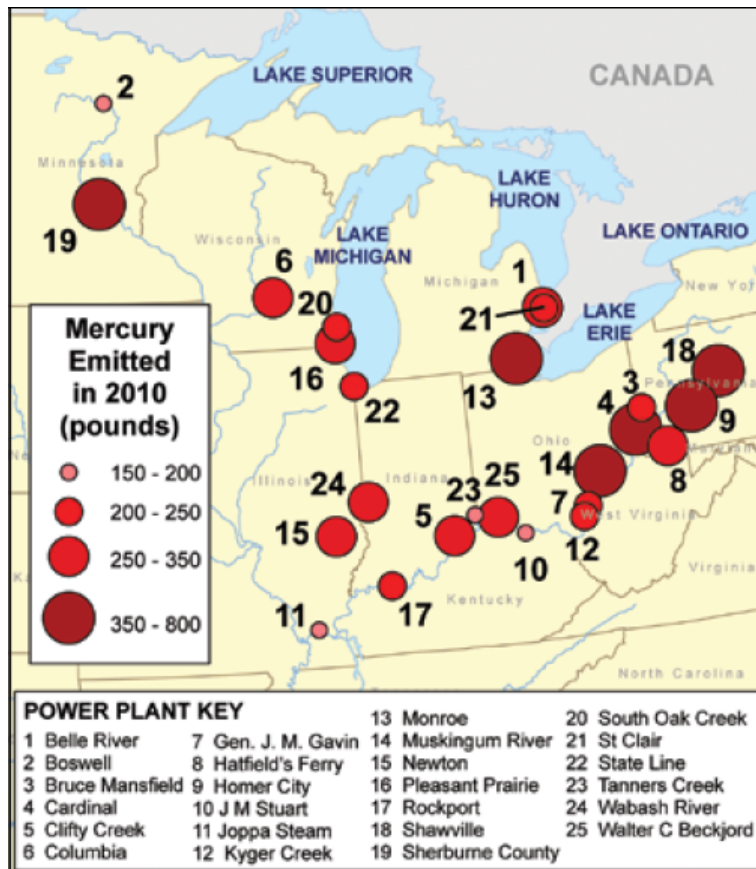 CANADA
LAKE SUPERIOR
2
Minnesota
19
LAKE
HURON
LAKE ONTARIO
Wisconsin
LAKE
MICHIGAN
6
20
Michigan
1
21
New York
LAKE
ERIE
16
22
13
18
Pennsylvania
3
4
9
8
Ohio
14
Illinois
Indiana
24
25
23
5
15
7
West Virginia
12
10
Virginia
17
Kentucky
11
North Carolina
Mercury
Emitted
in 2010
(pounds)
150 - 200
200 - 250
250 - 350
350 - 800
POWER PLANT KEY
1 Belle River
2 Boswell
3 Bruce Mansfield
4 Cardinal
5 Clifty Creek
6 Columbia
7 Gen. J. M. Gavin
8 Hatfield's Ferry
9 Homer City
10 J M Stuart
11 Joppa Steam
12 Kyger Creek
13 Monroe
14 Muskingum River
15 Newton
16 Pleasant Prairie
17 Rockport
18 Shawville
19 Sherburne County
20 South Oak Creek
21 St Clair
22 State Line
23 Tanners Creek
24 Wabash River
25 Walter C Beckjord